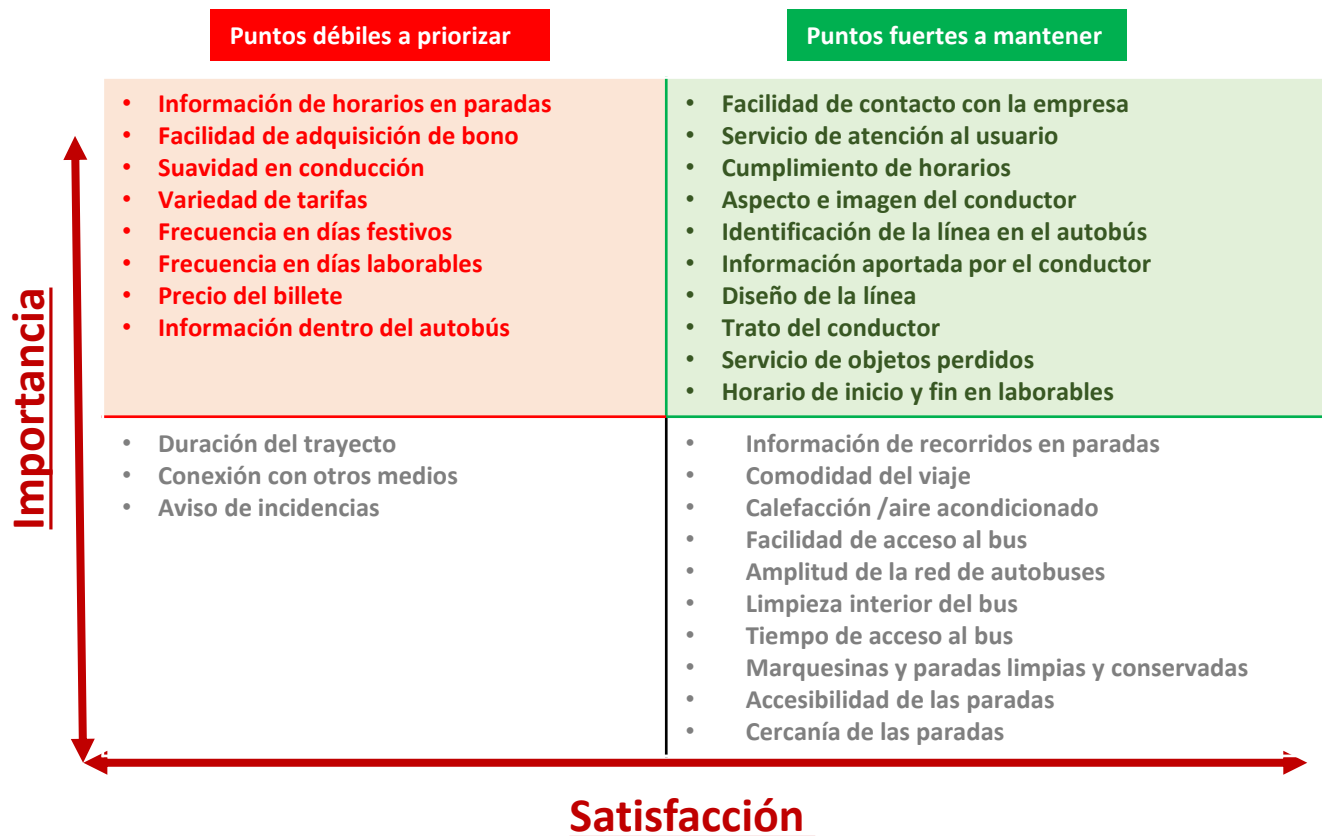 Puntos débiles a priorizar
Puntos fuertes a mantener
• Información de horarios en paradas
• Facilidad de adquisición de bono
• Suavidad en conducción
• Variedad de tarifas
• Frecuencia en días festivos
• Frecuencia en días laborables
• Precio del billete
• Información dentro del autobús
• Facilidad de contacto con la empresa
• Servicio de atención al usuario
• Cumplimiento de horarios
• Aspecto e imagen del conductor
• Identificación de la línea en el autobús
• Información aportada por el conductor
• Diseño de la línea
• Trato del conductor
• Servicio de objetos perdidos
• Horario de inicio y fin en laborables
Importancia
• Duración del trayecto
• Conexión con otros medios
• Aviso de incidencias
• Información de recorridos en paradas
• Comodidad del viaje
• Calefacción /aire acondicionado
• Facilidad de acceso al bus
• Amplitud de la red de autobuses
• Limpieza interior del bus
• Tiempo de acceso al bus
• Marquesinas y paradas limpias y conservadas
• Accesibilidad de las paradas
• Cercanía de las paradas
Satisfacción